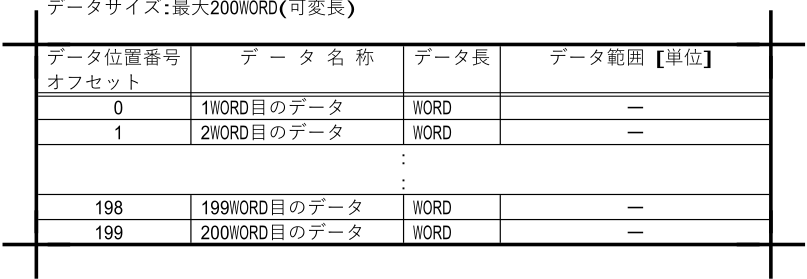 データサイズ:最大200WORD(可変長)
データ位置番号 デ ー タ 名 称 データ長 データ範囲 [単位]
オフセット
0 1WORD目のデータ WORD ー
1 2WORD目のデータ WORD ー
:
:
198 199WORD目のデータ WORD ー
199 200WORD目のデータ WORD ー